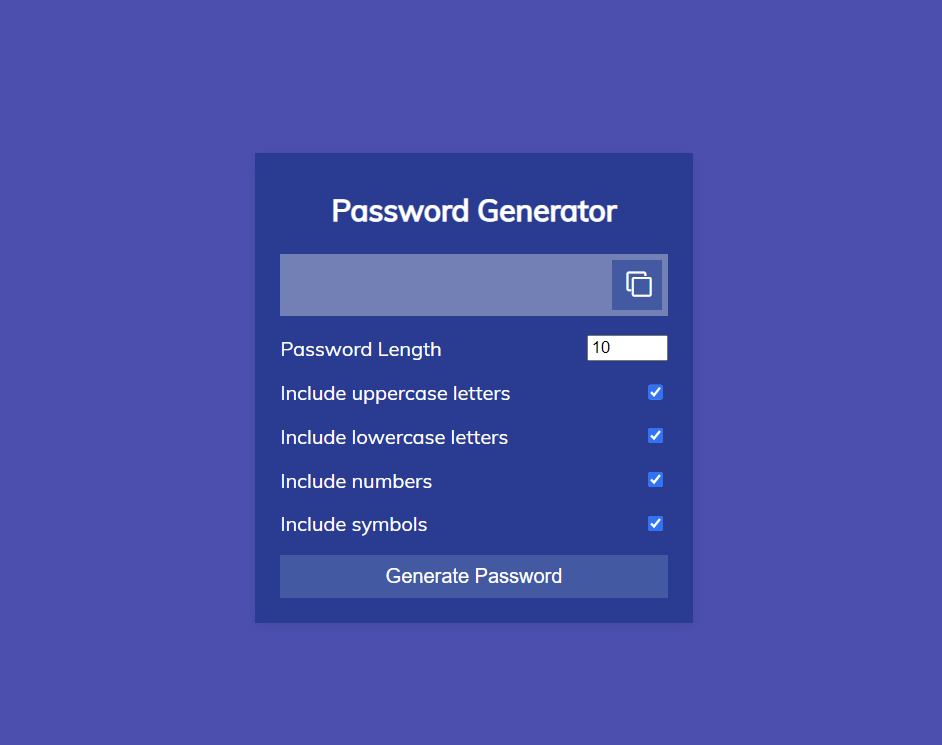 Password Generator
Password Length 10
Include uppercase letters
Include lowercase letters
Include numbers
Include symbols
Generate Password